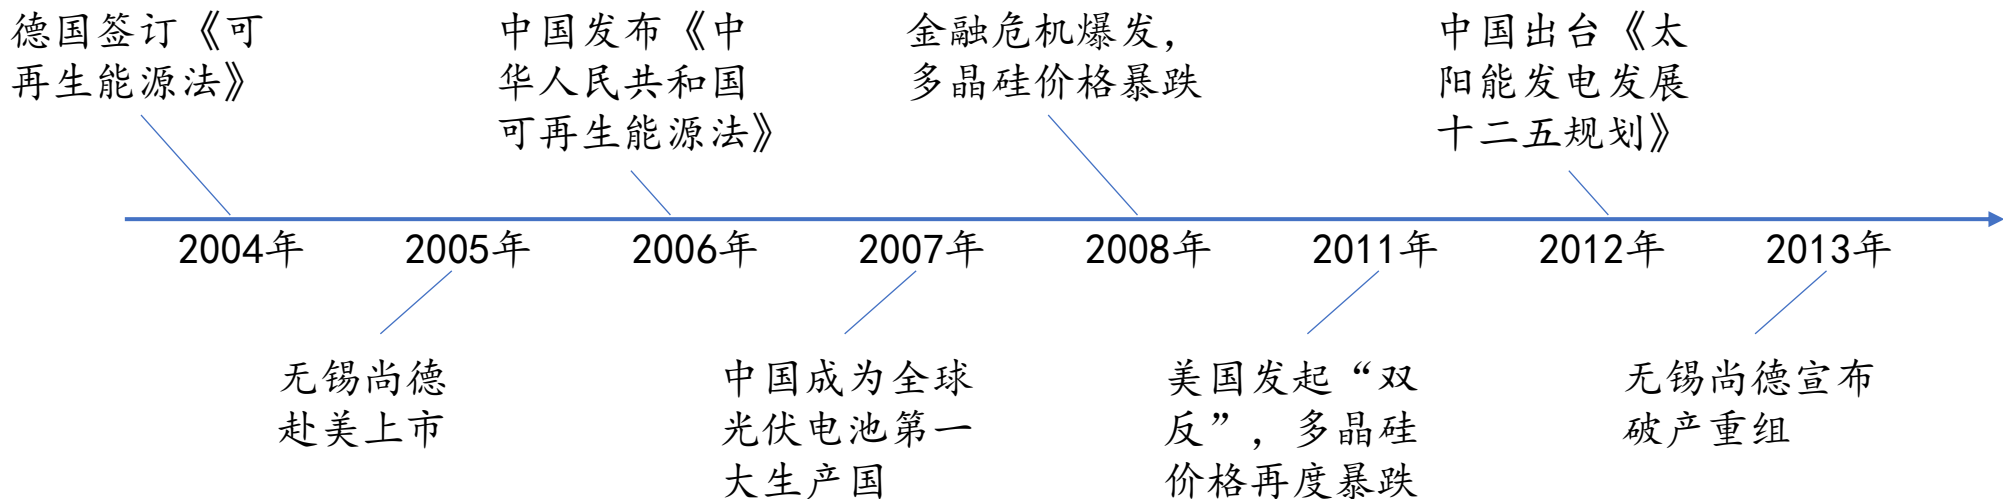 德国签订《可
再生能源法》
中国发布《中
华人民共和国
可再生能源法》
金融危机爆发，
多晶硅价格暴跌
中国出台《太
阳能发电发展
十二五规划》
2004年
2005年
2006年
2007年
2008年
2011年
2012年
2013年
无锡尚德
赴美上市
中国成为全球
光伏电池第一
大生产国
美国发起“双
反”，多晶硅
价格再度暴跌
无锡尚德宣布
破产重组